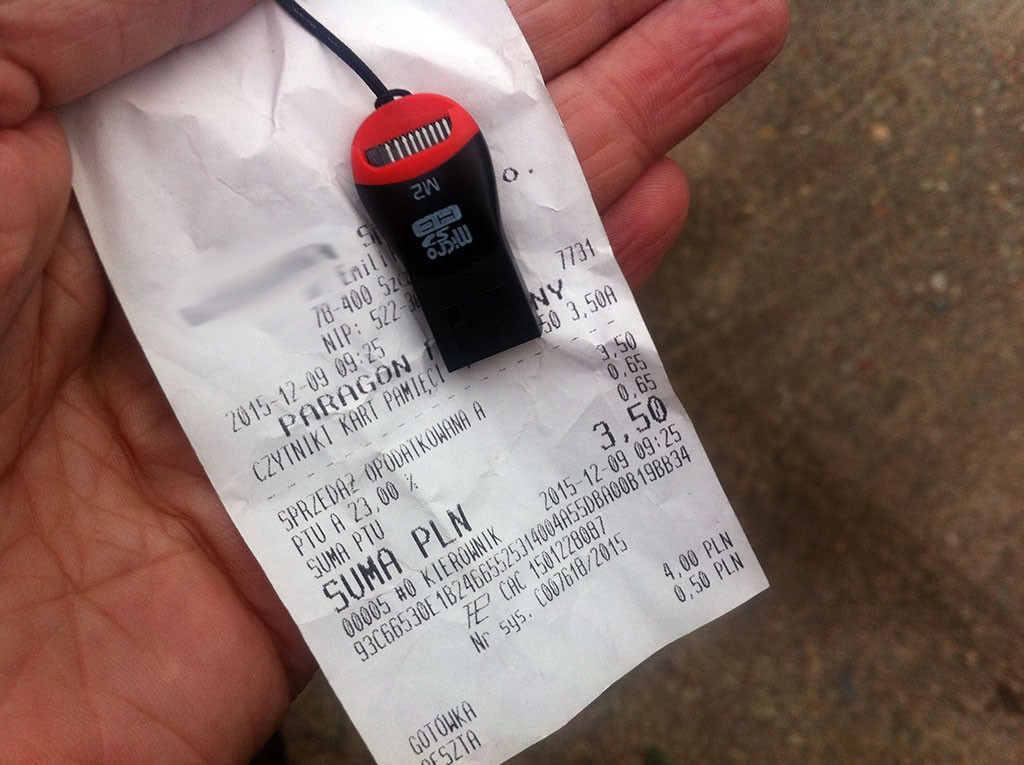 M2
micro
SD
HC
o.
Emili
78-400 Szc
7731
NIP: 522-30
2015-12-09 09:25
PARAGON F NY
CZYTNIKI KART PAMIĘCI 50 3,50A
SPRZEDAŻ OPODATKOWANA A 3,50
PTU A 23,00 % 0,65
SUMA PTU 0,65
SUMA PLN 3,50
00005 #0 KIEROWNIK 2015-12-09 09:25
93C66530E1B24665525314004A55DBA00B19BB34
CAC 1501228087
Nr sys. C00761B/2015
GOTÓWKA 4,00 PLN
RESZTA 0,50 PLN